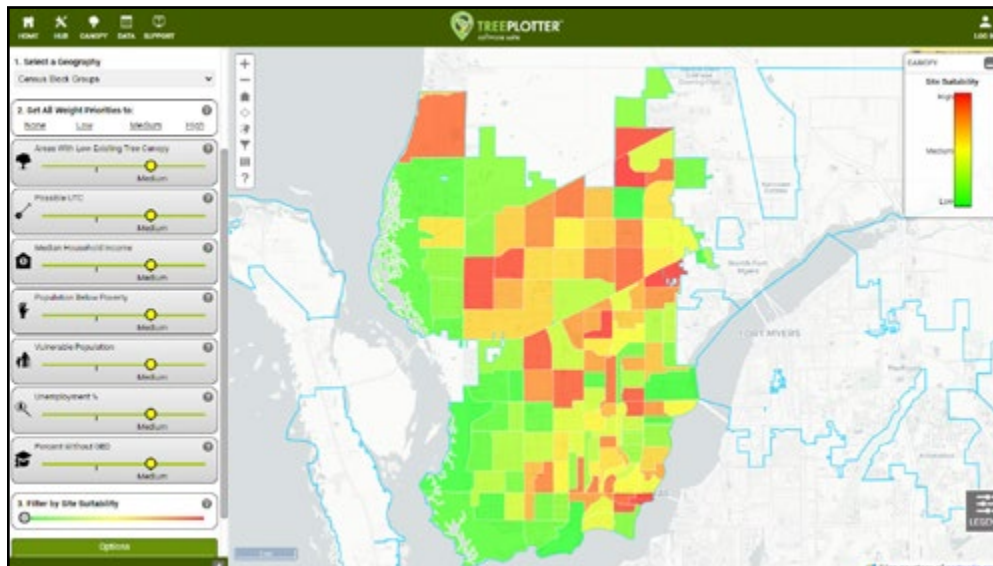 HOME HUB CANOPY DATA SUPPORT
TREEPLOTTER
software suite
1. Select a Geography
Census Block Groups
2. Set All Weight Priorities to:
None Low Medium High
Areas With Low Existing Tree Canopy
Medium
Possible UTC
Medium
Median Household Income
Medium
Population Below Poverty
Medium
Vulnerable Population
Medium
Unemployment %
Medium
Percent Without GED
Medium
3. Filter by Site Suitability
Options
CANOPY
Site Suitability
High
Medium
Low
North Fort
Myers
FORT MYERS